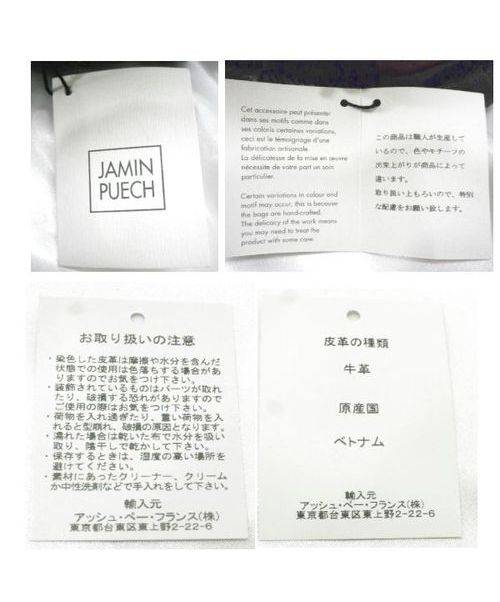 JAMIN
PUECH
Cet accessoire peut présenter
dans ses motifs comme dans
ses coloris certaines variations,
ceci est le témoignage d'une
fabrication artisanale.
La délicatesse de la mise en œuvre
nécessite de votre part un soin
particulier.
Certain variations in colour and
motif may occur, this is becouse
the bags are hand-crafted.
The delicacy of the work means
you may need to treat the
product with some care.
この商品は職人が生産して
いるので、色やモチーフの
出来上がりが商品によって
違います。
取り扱い上もろいので、特別
な配慮をお願い致します。
お取り扱いの注意
・染色した皮革は摩擦や水分を含んだ
状態での使用は色落ちする場合があ
りますのでお気をつけ下さい。
・装飾されているものはパーツが取れ
たり、破損する恐れがありますので
ご使用の際はお気をつけ下さい。
・荷物を入れ過ぎたり、重い荷物を入
れると型崩れ、破損の原因となります。
・濡れた場合は乾いた布で水分を吸い
取り、陰干しで乾かして下さい。
・保存するときは、湿度の高い場所を
避けてください。
・素材にあったクリーナー、クリーム
か中性洗剤などで手入れをして下さい。
輸入元
アッシュ・ペー・フランス(株)
東京都台東区東上野2-22-6
皮革の種類
牛革
原産国
ベトナム
輸入元
アッシュ・ペー・フランス(株)
東京都台東区東上野2-22-6